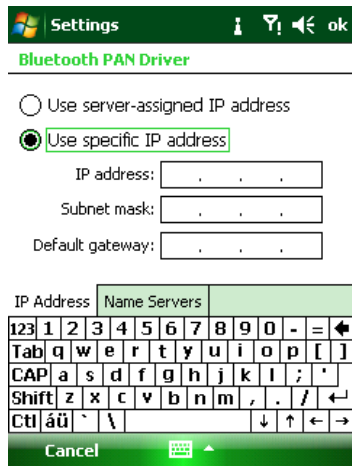 Settings ok
Bluetooth PAN Driver
Use server-assigned IP address
Use specific IP address
IP address: . . .
Subnet mask: . . .
Default gateway: . . .
IP Address Name Servers
123 1 2 3 4 5 6 7 8 9 0 - = 🡄
Tab q w e r t y u i o p [ ]
CAP a s d f g h j k l ; '
Shift z x c v b n m , . / ↵
Ctl áü ` \ ↓ ↑ ← →
Cancel